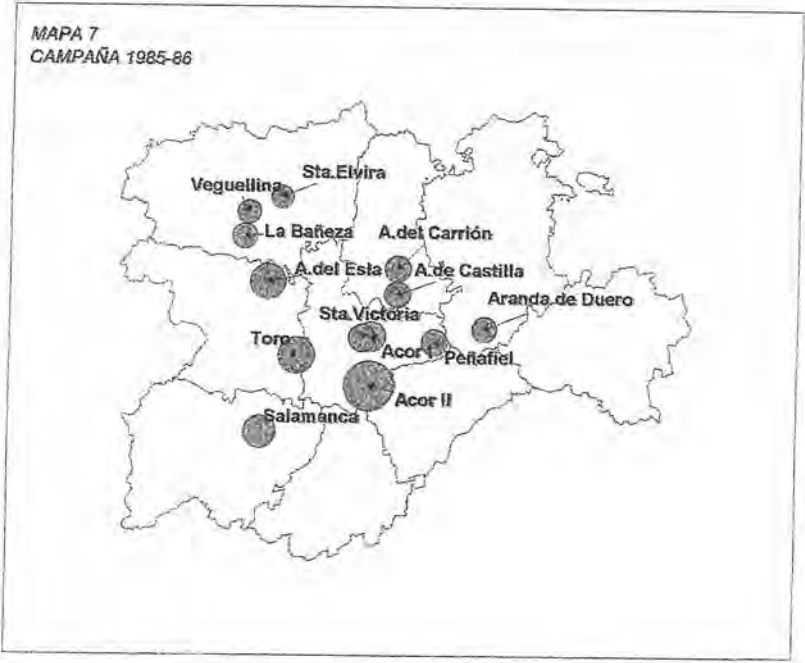 MAPA 7
CAMPAÑA 1985-86
Sta.Elvira
Veguellina
La Bañeza
A.del Carrión
A.del Esla
A.de Castilla
Aranda de Duero
Sta.Victoria
Toro
Acor I
Peñafiel
Acor II
Salamanca